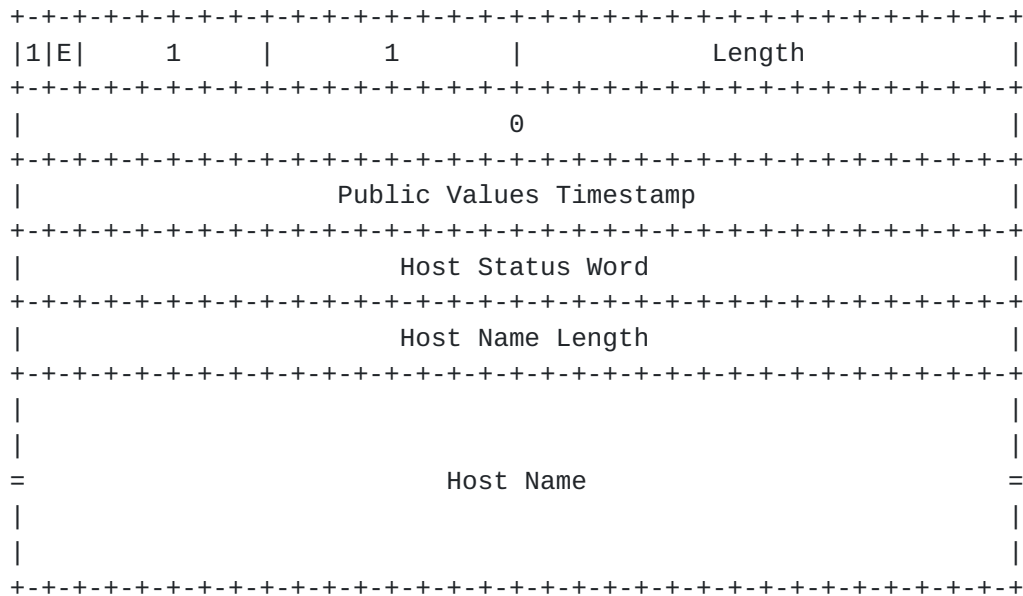 +-+-+-+-+-+-+-+-+-+-+-+-+-+-+-+-+-+-+-+-+-+-+-+-+-+-+-+-+-+-+-+-+
|1|E|     1     |       1       |            Length             |
+-+-+-+-+-+-+-+-+-+-+-+-+-+-+-+-+-+-+-+-+-+-+-+-+-+-+-+-+-+-+-+-+
|                               0                               |
+-+-+-+-+-+-+-+-+-+-+-+-+-+-+-+-+-+-+-+-+-+-+-+-+-+-+-+-+-+-+-+-+
|                    Public Values Timestamp                    |
+-+-+-+-+-+-+-+-+-+-+-+-+-+-+-+-+-+-+-+-+-+-+-+-+-+-+-+-+-+-+-+-+
|                        Host Status Word                       |
+-+-+-+-+-+-+-+-+-+-+-+-+-+-+-+-+-+-+-+-+-+-+-+-+-+-+-+-+-+-+-+-+
|                        Host Name Length                       |
+-+-+-+-+-+-+-+-+-+-+-+-+-+-+-+-+-+-+-+-+-+-+-+-+-+-+-+-+-+-+-+-+
|                                                               |
|                                                               |
=                           Host Name                           =
|                                                               |
|                                                               |
+-+-+-+-+-+-+-+-+-+-+-+-+-+-+-+-+-+-+-+-+-+-+-+-+-+-+-+-+-+-+-+-+